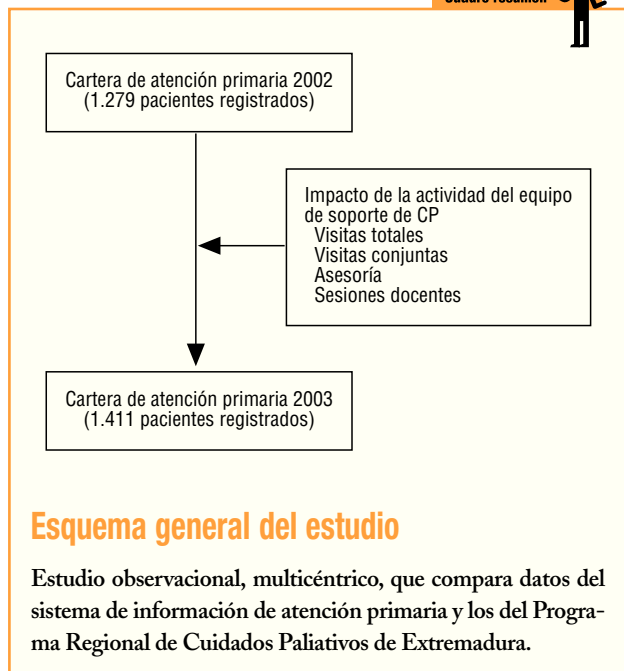 Cartera de atención primaria 2002
(1.279 pacientes registrados)
Impacto de la actividad del equipo
de soporte de CP
Visitas totales
Visitas conjuntas
Asesoría
Sesiones docentes
Cartera de atención primaria 2003
(1.411 pacientes registrados)
Esquema general del estudio
Estudio observacional, multicéntrico, que compara datos del
sistema de información de atención primaria y los del Progra-
ma Regional de Cuidados Paliativos de Extremadura.